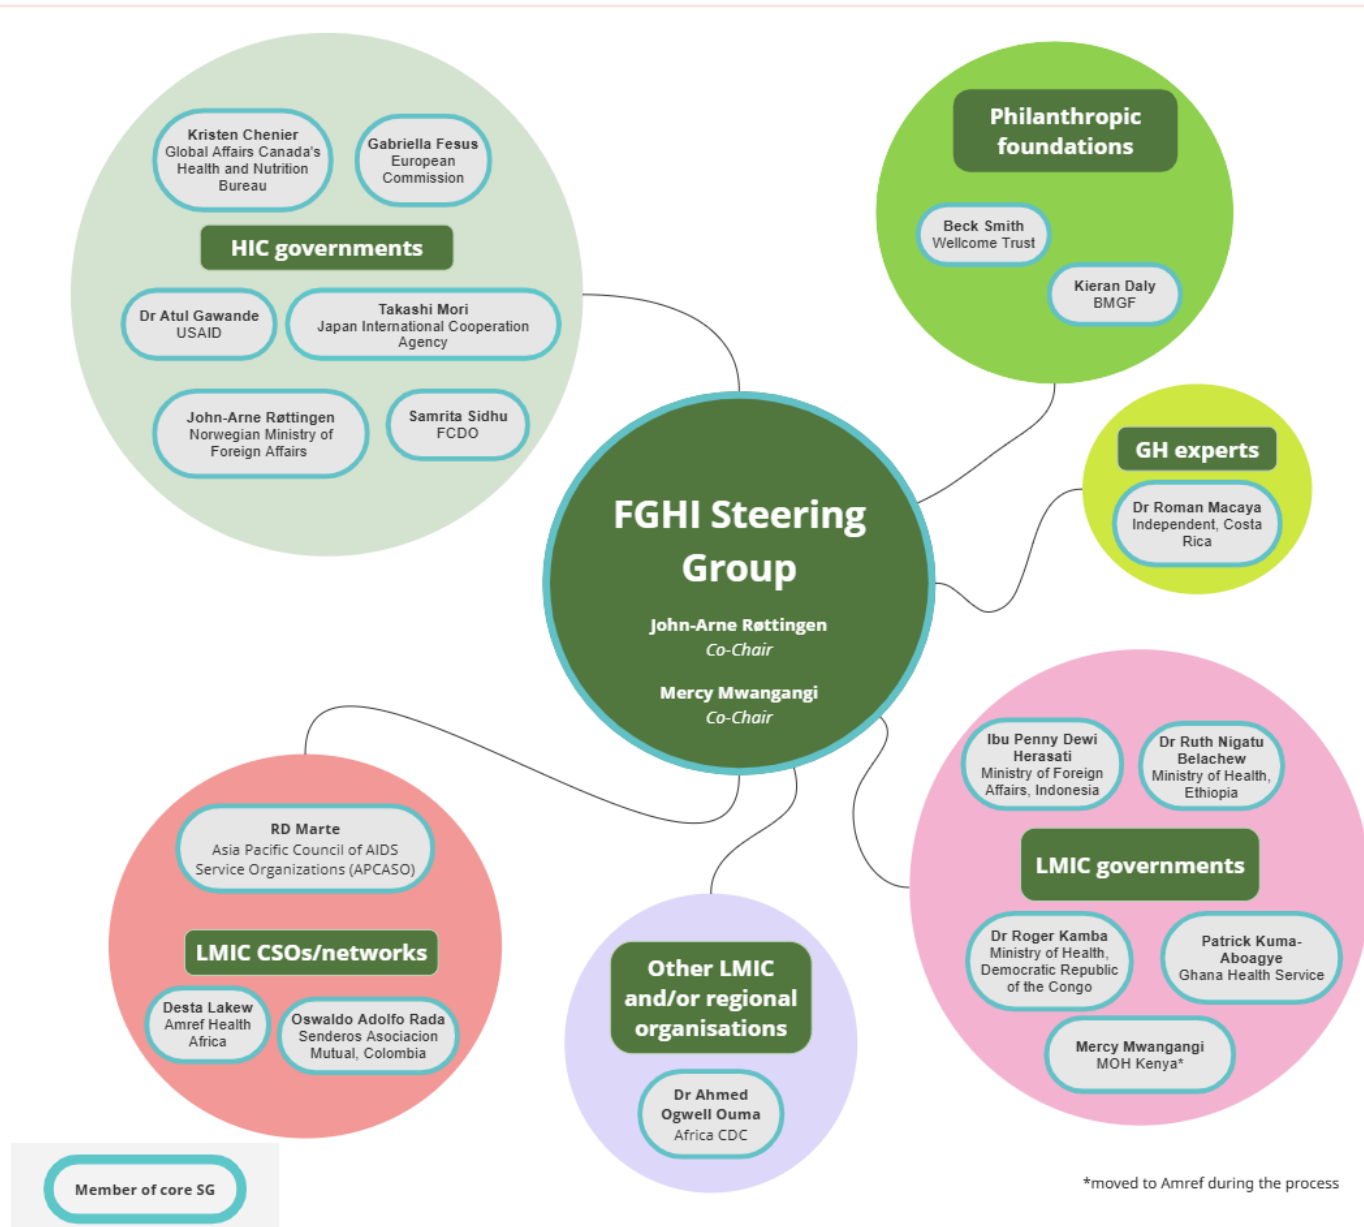 Kristen Chenier
Global Affairs Canada's
Health and Nutrition
Bureau
Gabriella Fesus
European
Commission
HIC governments
Dr Atul Gawande
USAID
Takashi Mori
Japan International Cooperation
Agency
John-Arne Røttingen
Norwegian Ministry of
Foreign Affairs
Samrita Sidhu
FCDO
Philanthropic
foundations
Beck Smith
Wellcome Trust
Kieran Daly
BMGF
GH experts
Dr Roman Macaya
Independent, Costa
Rica
FGHI Steering
Group
John-Arne Røttingen
Co-Chair
Mercy Mwangangi
Co-Chair
Ibu Penny Dewi
Herasati
Ministry of Foreign
Affairs, Indonesia
Dr Ruth Nigatu
Belachew
Ministry of Health,
Ethiopia
LMIC governments
Dr Roger Kamba
Ministry of Health,
Democratic Republic
of the Congo
Patrick Kuma-
Aboagye
Ghana Health Service
Mercy Mwangangi
MOH Kenya*
RD Marte
Asia Pacific Council of AIDS
Service Organizations (APCASO)
LMIC CSOs/networks
Desta Lakew
Amref Health
Africa
Oswaldo Adolfo Rada
Senderos Asociacion
Mutual, Colombia
Other LMIC
and/or regional
organisations
Dr Ahmed
Ogwell Ouma
Africa CDC
Member of core SG
*moved to Amref during the process